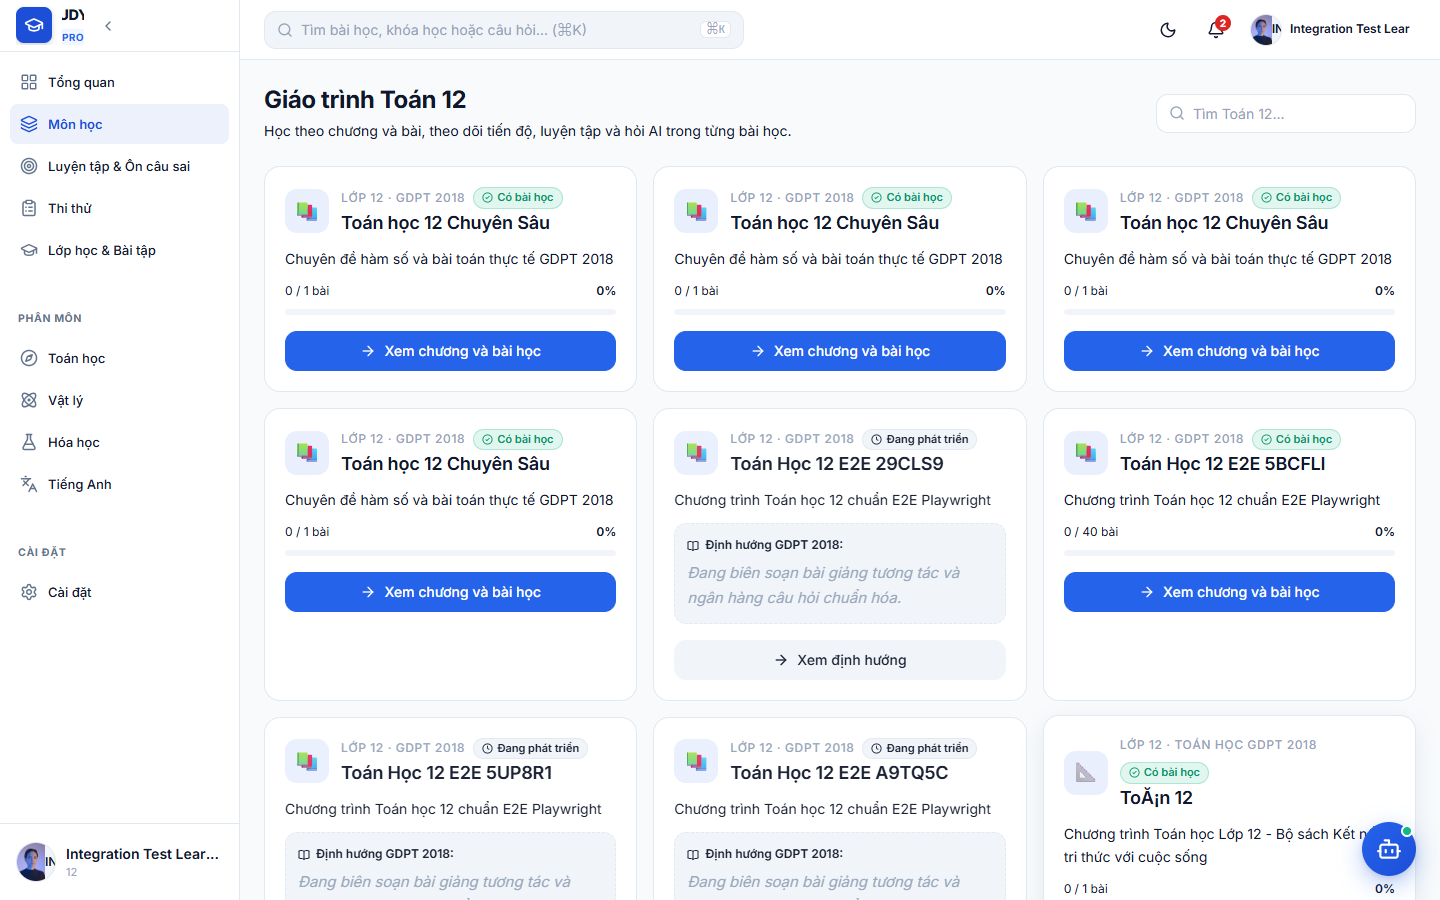 JDY
PRO
Tìm bài học, khóa học hoặc câu hỏi... (⌘K)
⌘K
2
Integration Test Lear
Tổng quan
Môn học
Luyện tập & Ôn câu sai
Thi thử
Lớp học & Bài tập
PHÂN MÔN
Toán học
Vật lý
Hóa học
Tiếng Anh
CÀI ĐẶT
Cài đặt
Integration Test Lear...
12
Giáo trình Toán 12
Học theo chương và bài, theo dõi tiến độ, luyện tập và hỏi AI trong từng bài học.
Tìm Toán 12...
LỚP 12 · GDPT 2018 Có bài học
Toán học 12 Chuyên Sâu
Chuyên đề hàm số và bài toán thực tế GDPT 2018
0 / 1 bài 0%
Xem chương và bài học
LỚP 12 · GDPT 2018 Có bài học
Toán học 12 Chuyên Sâu
Chuyên đề hàm số và bài toán thực tế GDPT 2018
0 / 1 bài 0%
Xem chương và bài học
LỚP 12 · GDPT 2018 Có bài học
Toán học 12 Chuyên Sâu
Chuyên đề hàm số và bài toán thực tế GDPT 2018
0 / 1 bài 0%
Xem chương và bài học
LỚP 12 · GDPT 2018 Có bài học
Toán học 12 Chuyên Sâu
Chuyên đề hàm số và bài toán thực tế GDPT 2018
0 / 1 bài 0%
Xem chương và bài học
LỚP 12 · GDPT 2018 Đang phát triển
Toán Học 12 E2E 29CLS9
Chương trình Toán học 12 chuẩn E2E Playwright
Định hướng GDPT 2018:
Đang biên soạn bài giảng tương tác và
ngân hàng câu hỏi chuẩn hóa.
Xem định hướng
LỚP 12 · GDPT 2018 Có bài học
Toán Học 12 E2E 5BCFLI
Chương trình Toán học 12 chuẩn E2E Playwright
0 / 40 bài 0%
Xem chương và bài học
LỚP 12 · GDPT 2018 Đang phát triển
Toán Học 12 E2E 5UP8R1
Chương trình Toán học 12 chuẩn E2E Playwright
Định hướng GDPT 2018:
Đang biên soạn bài giảng tương tác và
LỚP 12 · GDPT 2018 Đang phát triển
Toán Học 12 E2E A9TQ5C
Chương trình Toán học 12 chuẩn E2E Playwright
Định hướng GDPT 2018:
Đang biên soạn bài giảng tương tác và
LỚP 12 · TOÁN HỌC GDPT 2018
Có bài học
ToÃ¡n 12
Chương trình Toán học Lớp 12 - Bộ sách Kết
tri thức với cuộc sống
0 / 1 bài 0%